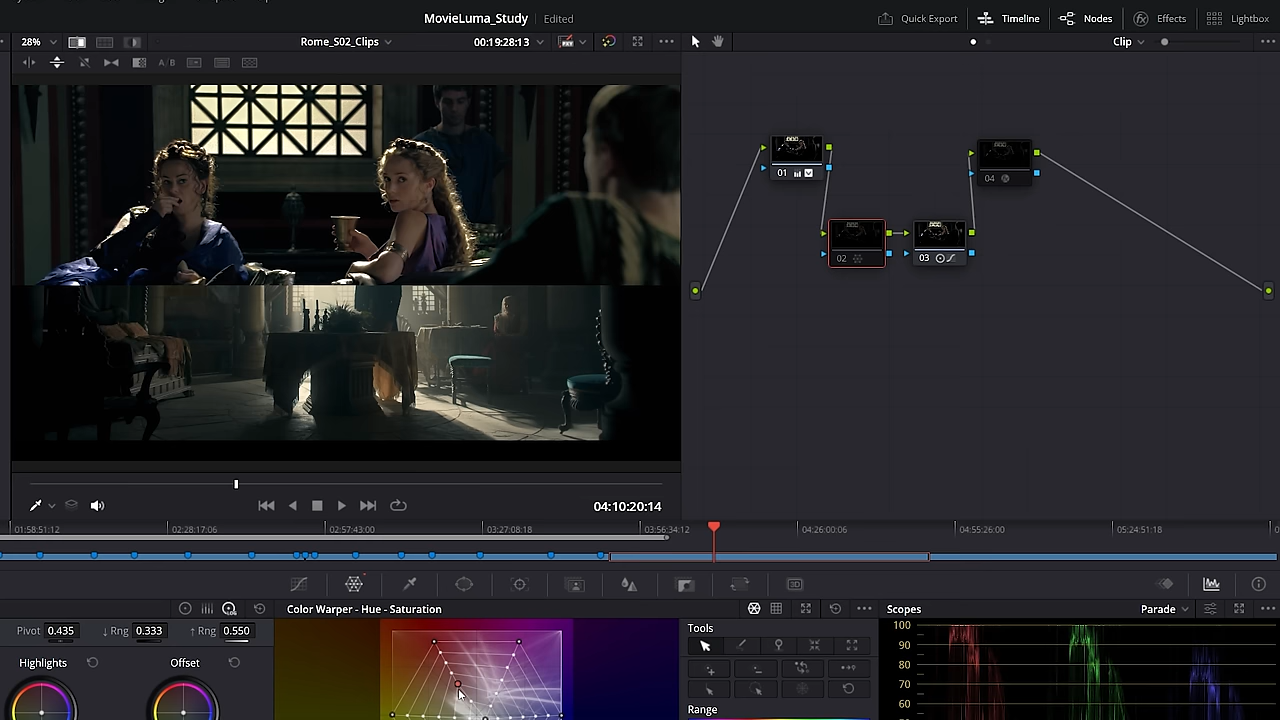 MovieLuma_Study Edited
Quick Export Timeline Nodes Effects Lightbox
28% Rome_S02_Clips 00:19:28:13 Clip
A/B
01
04
02 03
04:10:20:14
01:58:51:12 02:28:17:06 02:57:43:00 03:27:08:18 03:56:34:12 04:26:00:06 04:55:26:00 05:24:51:18
3D
Color Warper - Hue - Saturation Scopes Parade
Pivot 0.435 ↓ Rng 0.333 ↑ Rng 0.550 Tools 100
90
Highlights Offset 80
70
60
Range